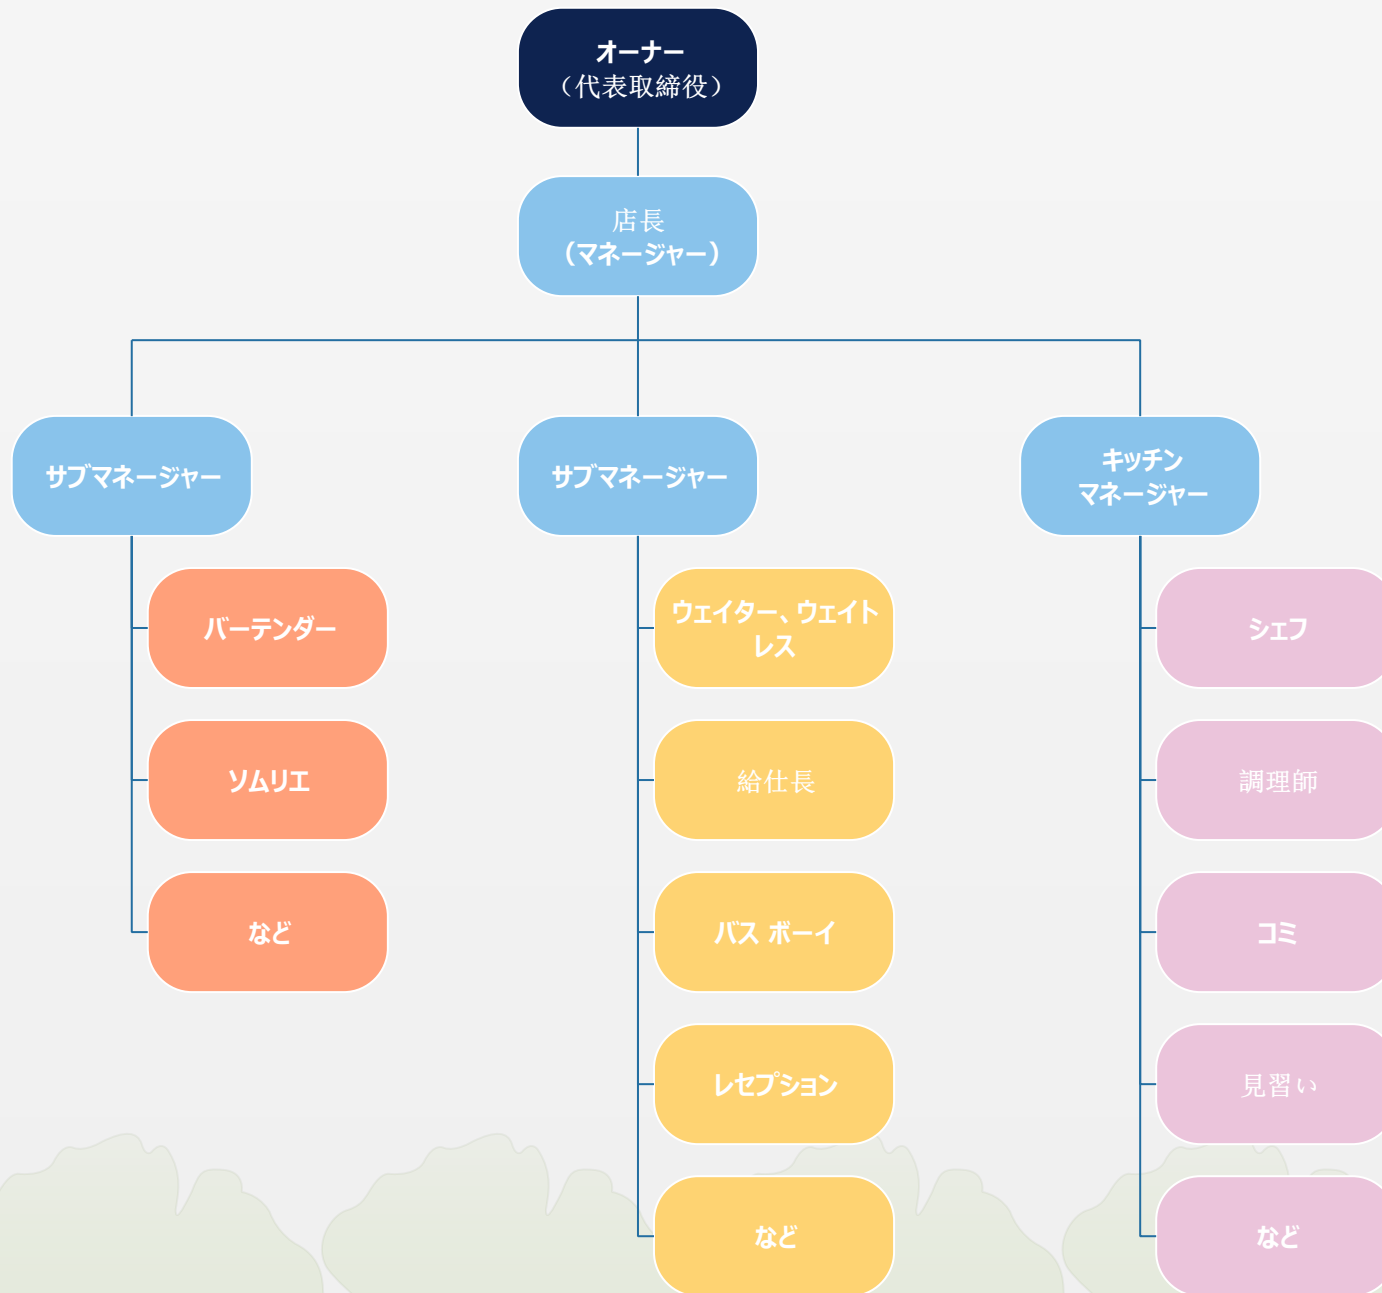 オーナー
（代表取締役）
店長
（マネージャー）
サブマネージャー
サブマネージャー
キッチン
マネージャー
バーテンダー
ソムリエ
など
ウェイター、ウェイト
レス
給仕長
バス ボーイ
レセプション
など
シェフ
調理師
コミ
見習い
など